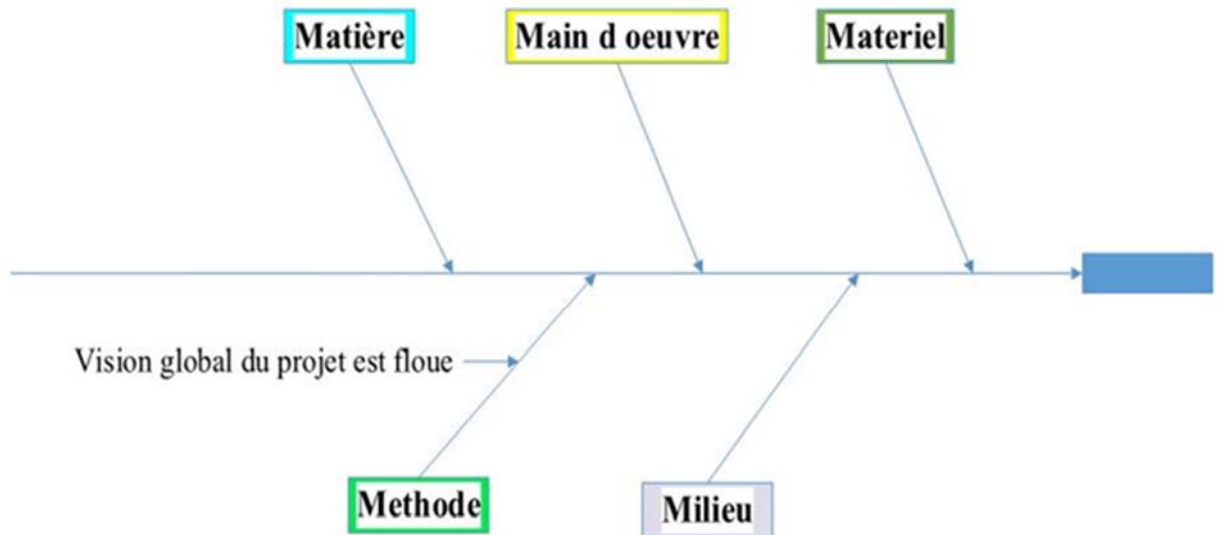 Matière
Main d oeuvre
Materiel
Vision global du projet est floue
Methode
Milieu